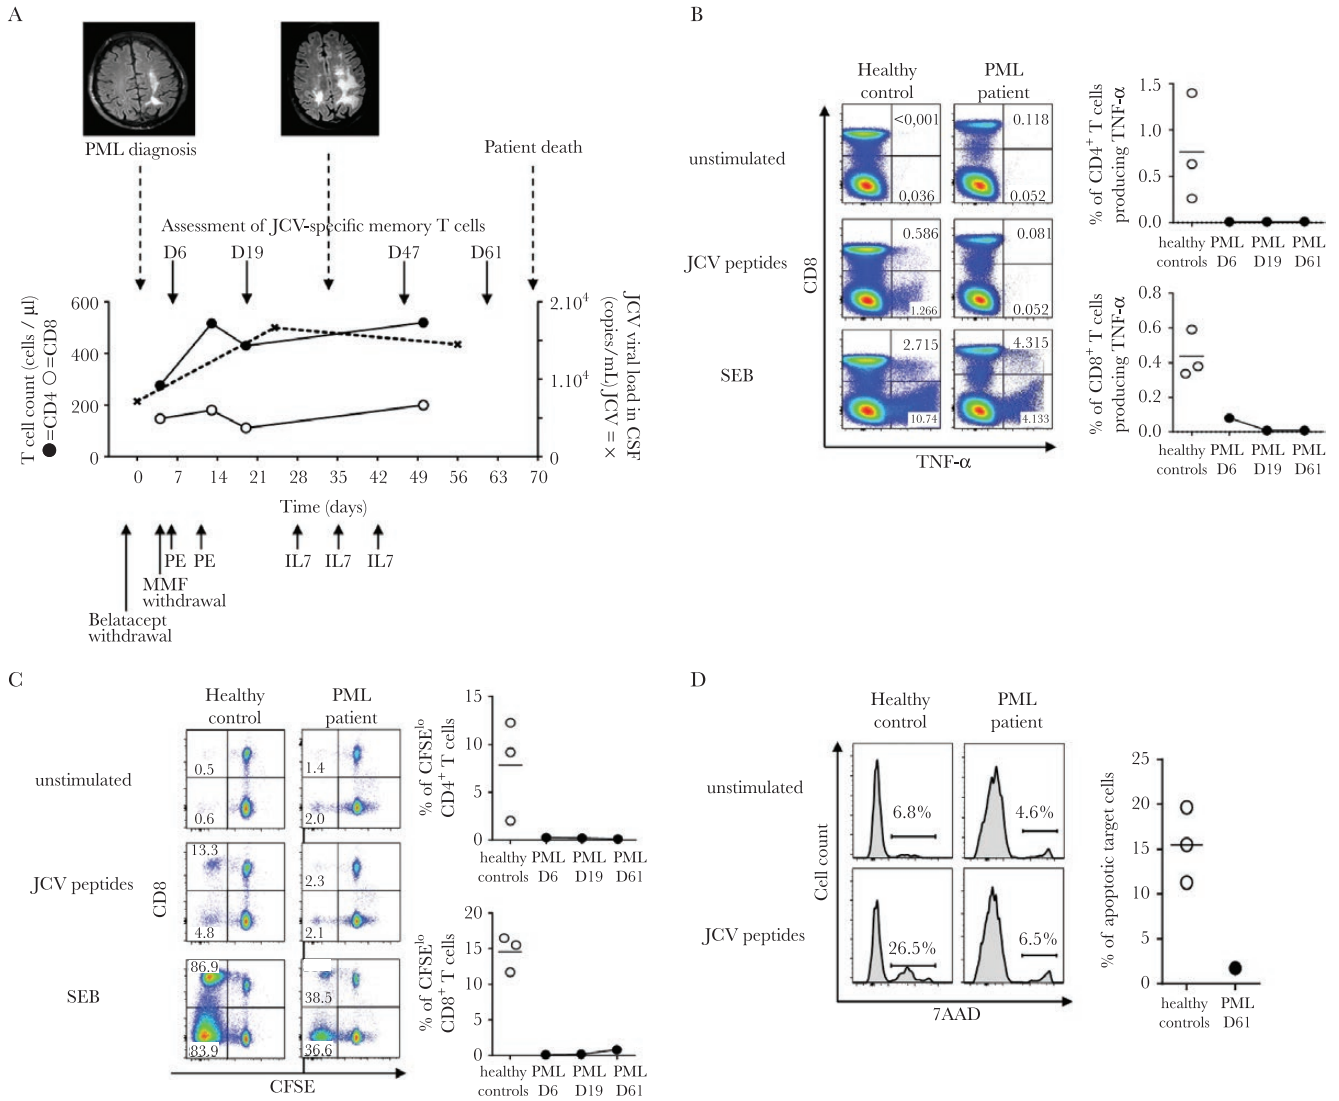 A
PML diagnosis
Patient death
Assessment of JCV-specific memory T cells
D6
D19
D47
D61
T cell count (cells / µl)
●=CD4 ○=CD8
600
400
200
0
2.10⁴
1.10⁴
0
JCV viral load in CSF
(copies/mL) JCV = ×
0 7 14 21 28 35 42 49 56 63 70
Time (days)
PE PE IL7 IL7 IL7
MMF
withdrawal
Belatacept
withdrawal
B
Healthy
control
PML
patient
unstimulated
<0,001
0.118
0,036
0.052
JCV peptides
0.586
0.081
1.266
0.052
SEB
2.715
4.315
10.74
4.133
CD8
TNF-α
% of CD4⁺ T cells
producing TNF-α
1.5
1.0
0.5
0.0
healthy PML PML PML
controls D6 D19 D61
% of CD8⁺ T cells
producing TNF-α
0.8
0.6
0.4
0.2
0.0
healthy PML PML PML
controls D6 D19 D61
C
Healthy
control
PML
patient
unstimulated
0.5
1.4
0.6
2.0
JCV peptides
13.3
2.3
4.8
2.1
SEB
86.9
38.5
83.9
36.6
CD8
CFSE
% of CFSEˡᵒ
CD4⁺ T cells
15
10
5
0
healthy PML PML PML
controls D6 D19 D61
% of CFSEˡᵒ
CD8⁺ T cells
20
15
10
5
0
healthy PML PML PML
controls D6 D19 D61
D
Healthy
control
PML
patient
unstimulated
6.8%
4.6%
JCV peptides
26.5%
6.5%
Cell count
7AAD
% of apoptotic target cells
25
20
15
10
5
0
healthy PML
controls D61